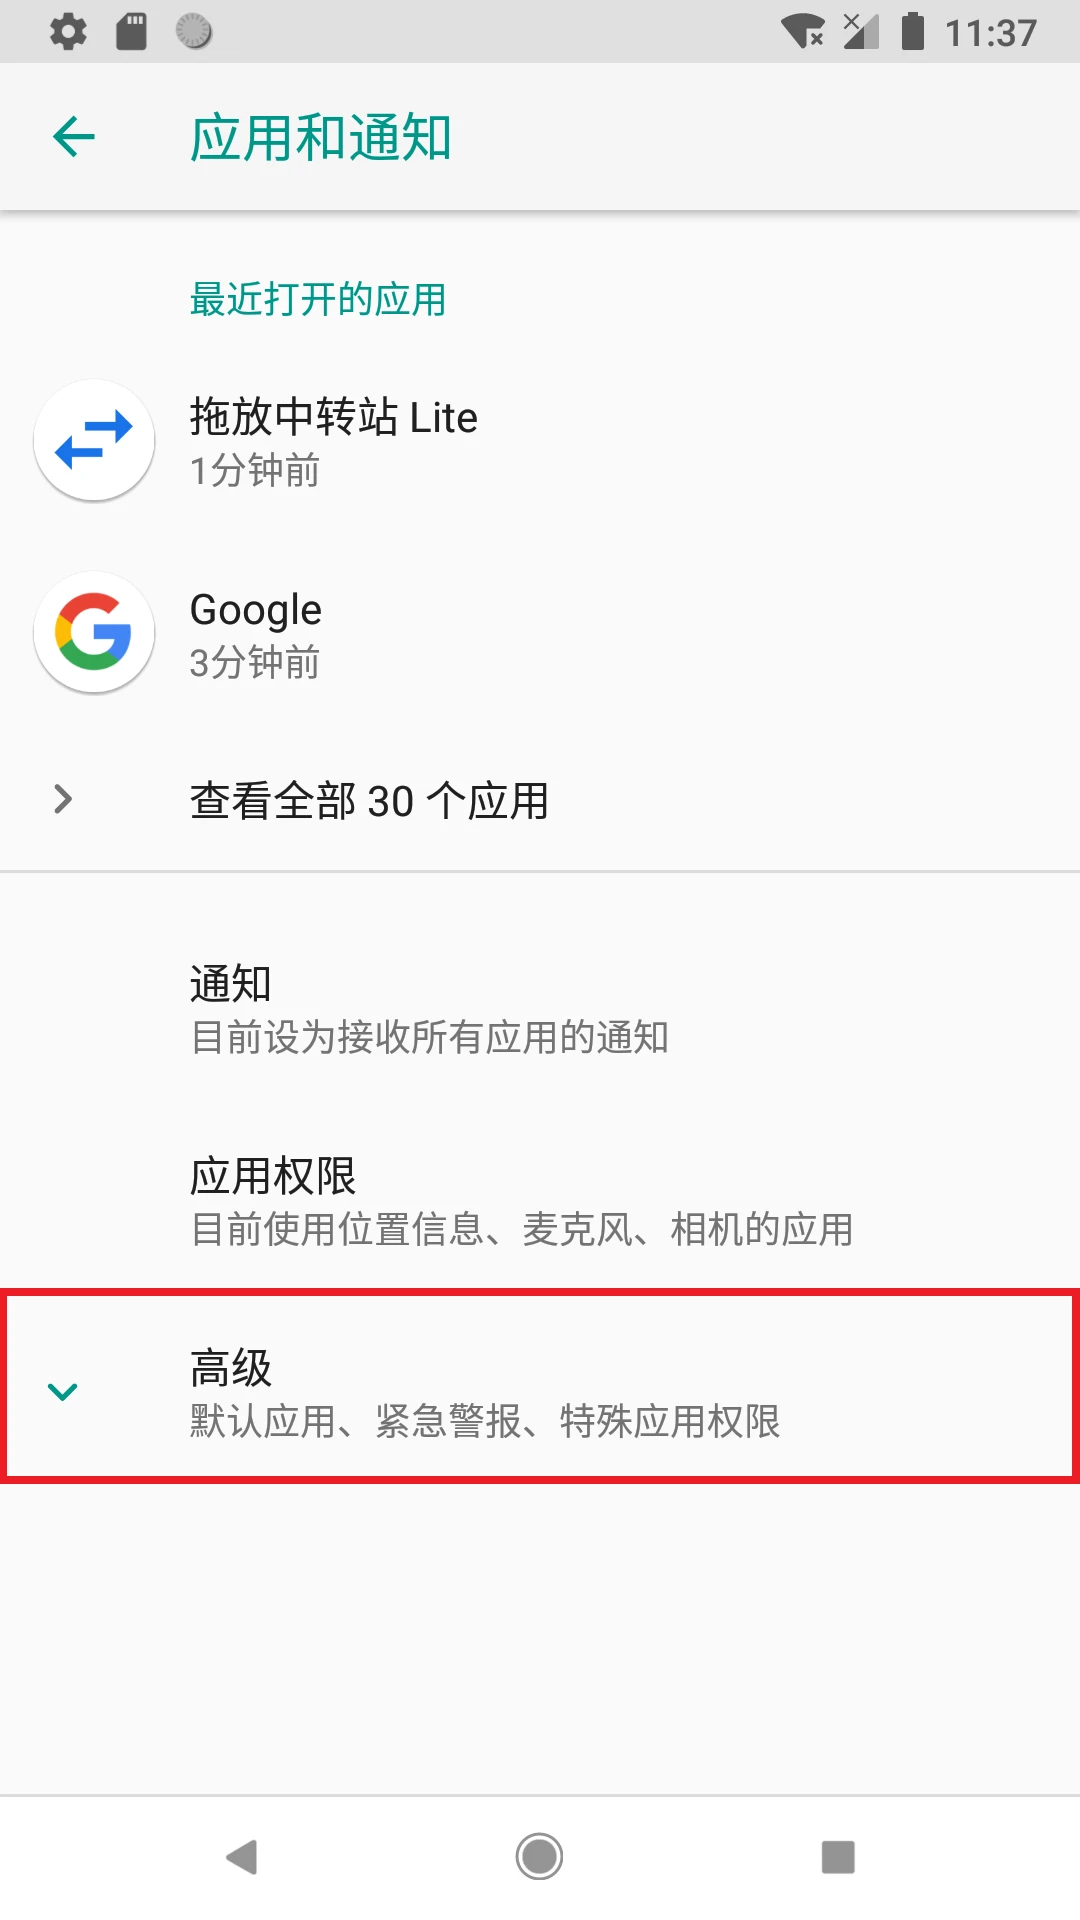 11:37
应用和通知
最近打开的应用
拖放中转站 Lite
1分钟前
Google
3分钟前
查看全部 30 个应用
通知
目前设为接收所有应用的通知
应用权限
目前使用位置信息、麦克风、相机的应用
高级
默认应用、紧急警报、特殊应用权限